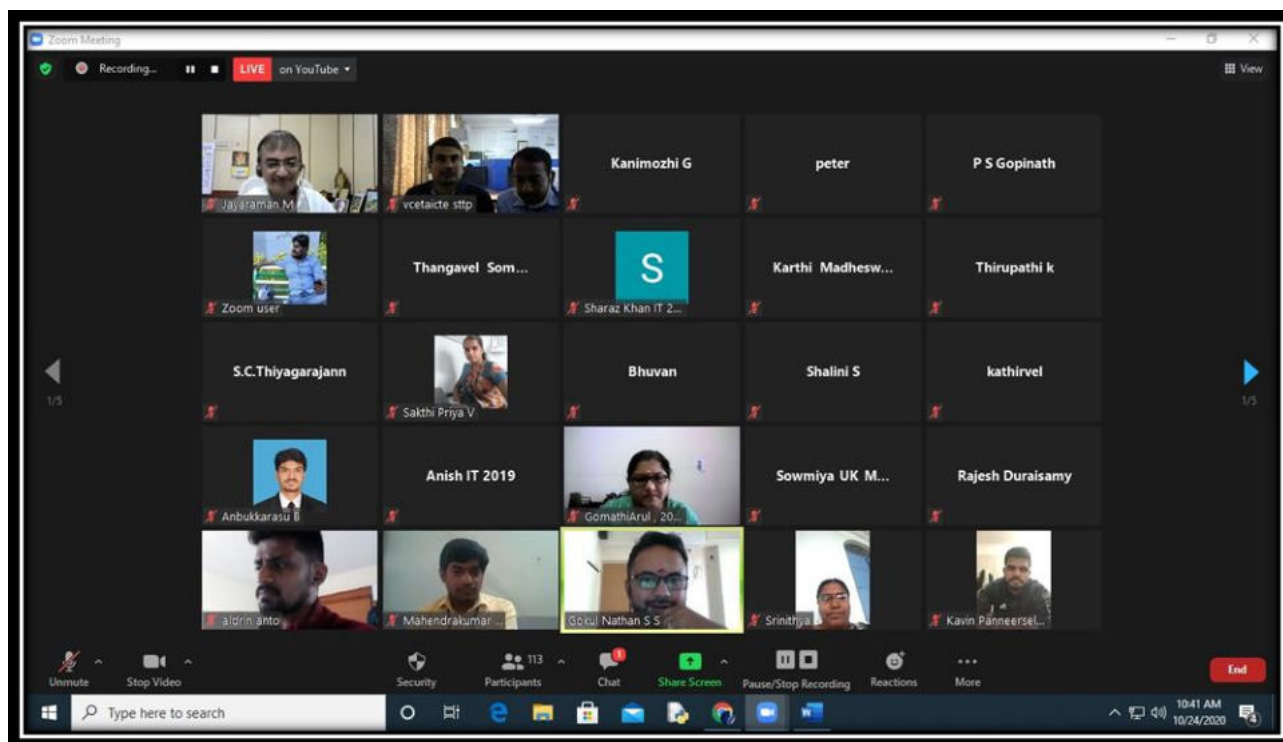 Zoom Meeting
Recording...
LIVE on YouTube
View
Jayaraman M
vcetaicte sttp
Kanimozhi G
peter
P S Gopinath
Zoom user
Thangavel Som...
S
Sharaz Khan IT 2...
Karthi Madhesw...
Thirupathi k
S.C.Thiyagarajann
Sakthi Priya V
Bhuvan
Shalini S
kathirvel
1/5
1/5
Anbukkarasu B
Anish IT 2019
GomathiArul , 20...
Sowmiya UK M...
Rajesh Duraisamy
aldrin anto
Mahendrakumar ...
Gokul Nathan S S
Srinithya
Kavin Panneersel...
Unmute
Stop Video
Security
113
Participants
1
Chat
Share Screen
Pause/Stop Recording
Reactions
More
End
Type here to search
10:41 AM
10/24/2020
4